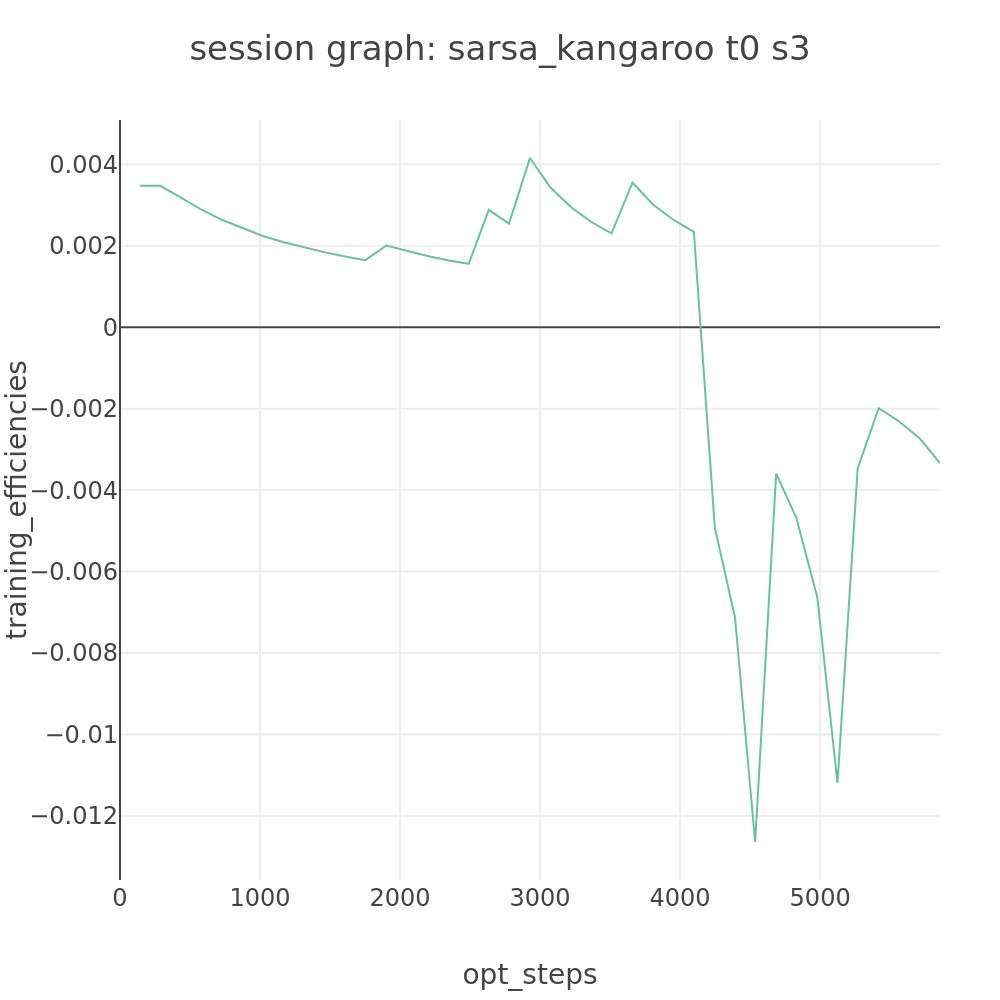 session graph: sarsa_kangaroo t0 s3
0.004
0.002
0
−0.002
−0.004
−0.006
−0.008
−0.01
−0.012
training_efficiencies
0 1000 2000 3000 4000 5000
opt_steps